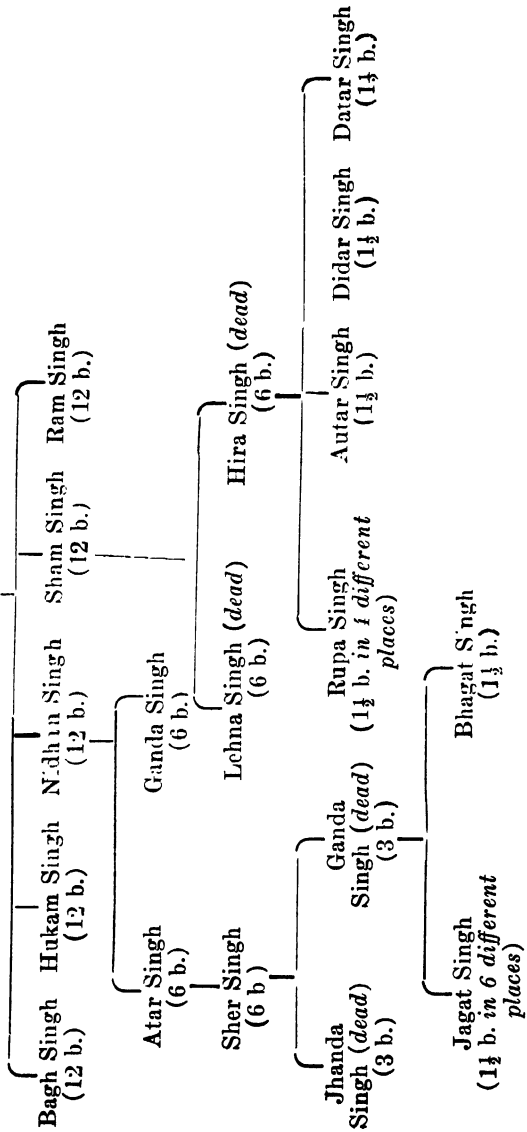 Bagh Singh
(12 b.)
Hukam Singh
(12 b.)
Nidhan Singh
(12 b.)
Sham Singh
(12 b.)
Ram Singh
(12 b.)
Atar Singh
(6 b.)
Ganda Singh
(6 b.)
Sher Singh
(6 b )
Lehna Singh (dead)
(6 b.)
Hira Singh (dead)
(6 b.)
Jhanda
Singh (dead)
(3 b.)
Ganda
Singh (dead)
(3 b.)
Rupa Singh
(1½ b. in 4 different
places)
Autar Singh
(1½ b.)
Didar Singh
(1½ b.)
Datar Singh
(1½ b.)
Jagat Singh
(1½ b. in 6 different
places)
Bhagat Singh
(1½ b.)